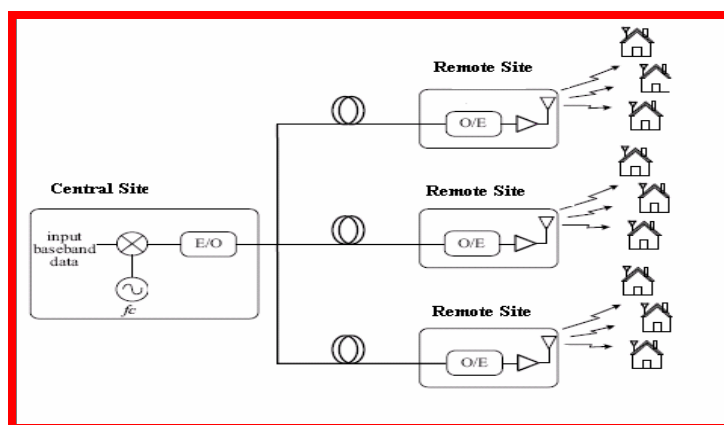 Remote Site
O/E
Central Site
input
baseband
data
E/O
fc
Remote Site
O/E
Remote Site
O/E